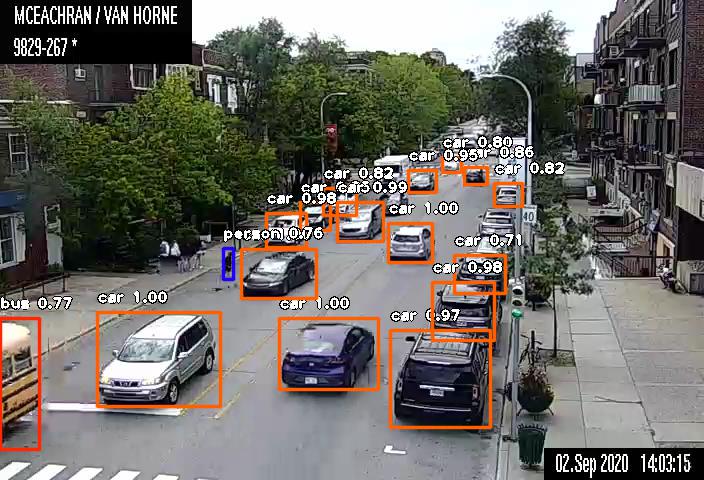 MCEACHRAN / VAN HORNE
9829-267 *
car 0.80
car 0.95
0.86
car 0.82
car 0.82
car 0.99
car 0.98
car 1.00
person 0.76
car 0.71
car 0.98
bus 0.77
car 1.00
car 1.00
car 0.97
40
02.Sep 2020 14:03:15